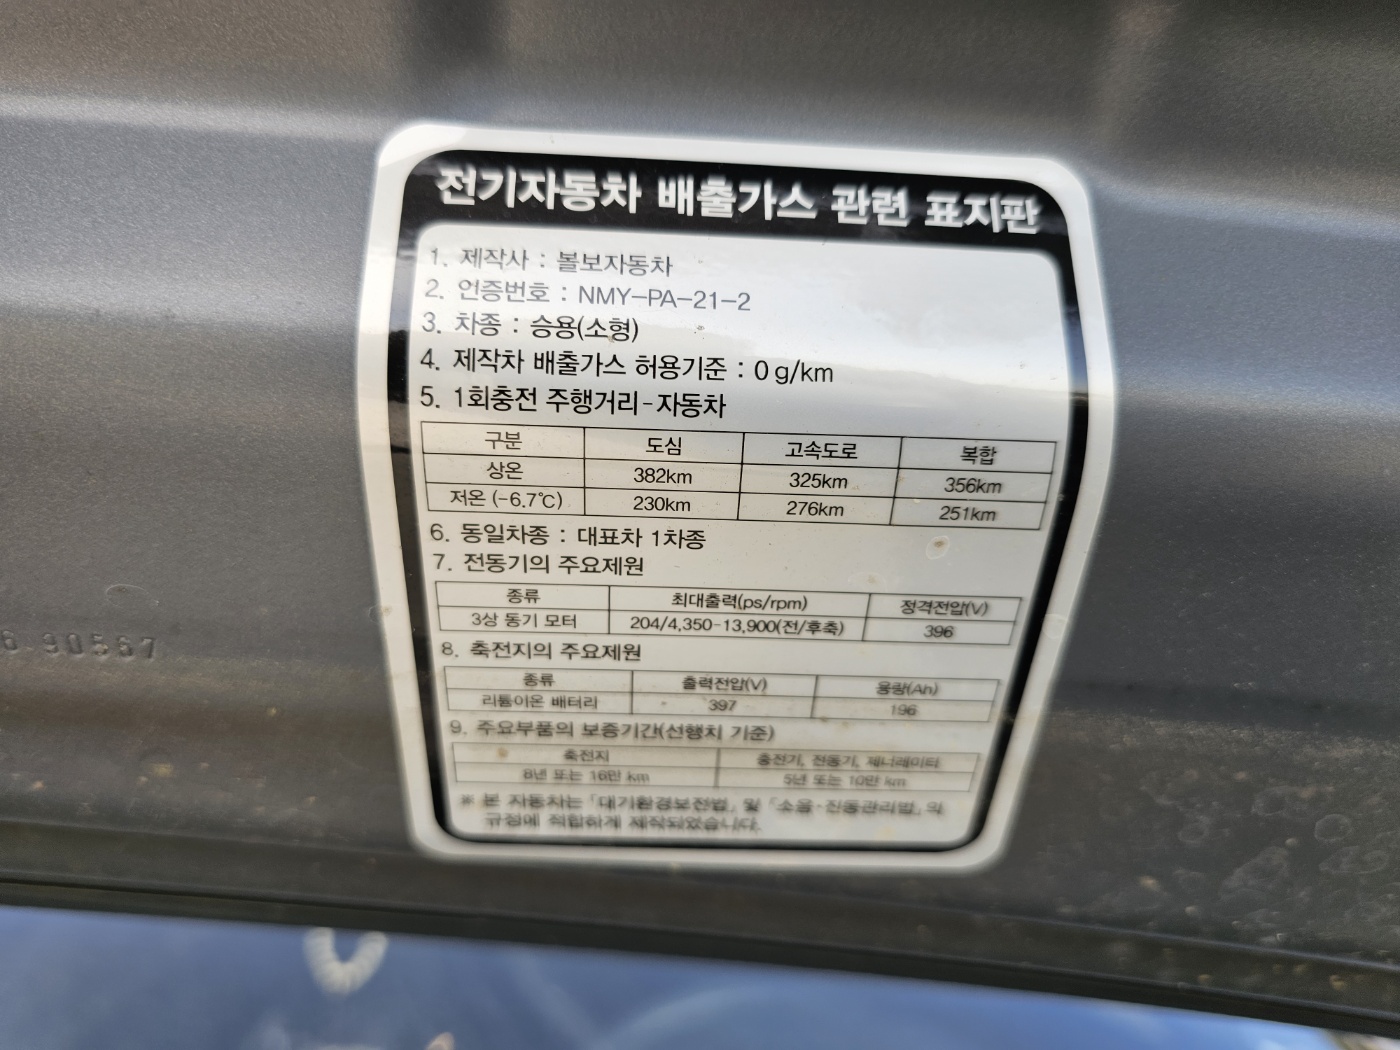 전기자동차 배출가스 관련 표지판
1. 제작사 : 볼보자동차
2. 인증번호 : NMY-PA-21-2
3. 차종 : 승용(소형)
4. 제작차 배출가스 허용기준 : 0 g/km
5. 1회충전 주행거리-자동차
구분 도심 고속도로 복합
상온 382km 325km 356km
저온 (-6.7℃) 230km 276km 251km
6. 동일차종 : 대표차 1차종
7. 전동기의 주요제원
종류 최대출력(ps/rpm) 정격전압(V)
3상 동기 모터 204/4,350-13,900(전/후축) 396
8. 축전지의 주요제원
종류 출력전압(V) 용량(Ah)
리튬이온 배터리 397 196
9. 주요부품의 보증기간(선행치 기준)
축전지 충전기, 전동기, 제너레이터
8년 또는 16만 km 5년 또는 10만 km
※ 본 자동차는 「대기환경보전법」 및 「소음·진동관리법」의
규정에 적합하게 제작되었습니다.
6 90567